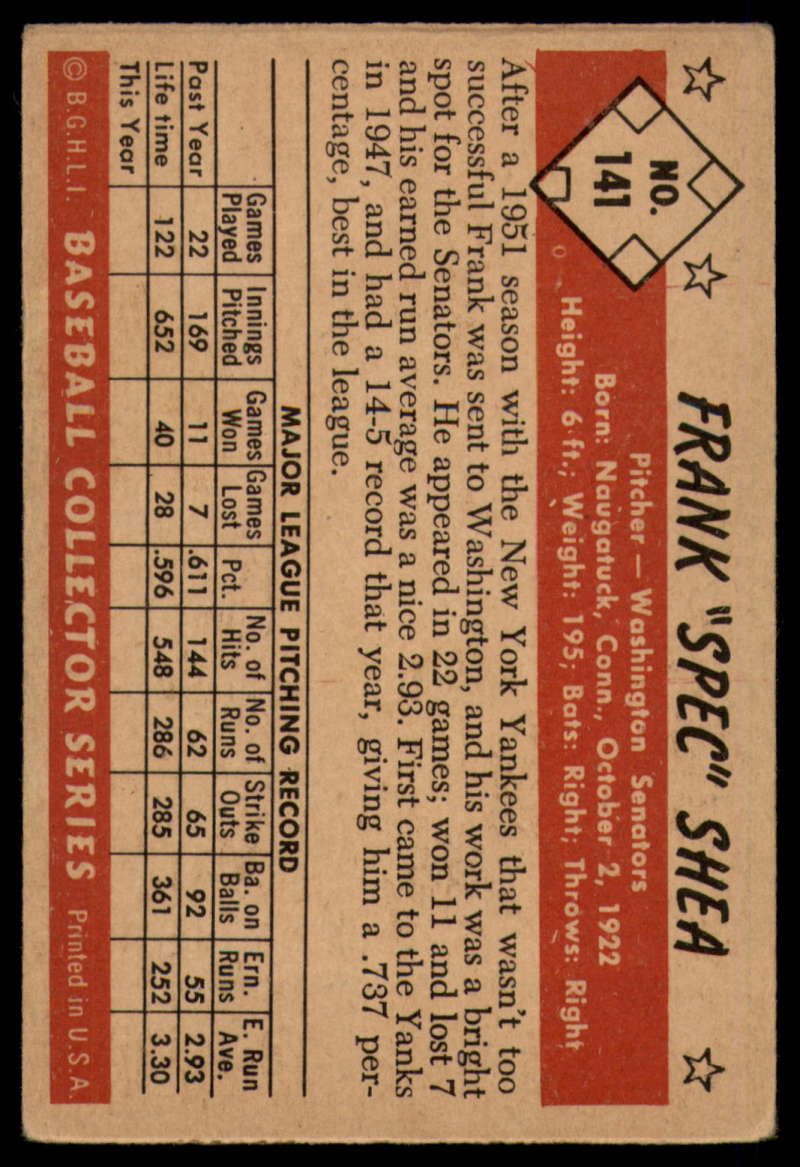 NO.
141
FRANK "SPEC" SHEA
Pitcher — Washington Senators
Born: Naugatuck, Conn., October 2, 1922
Height: 6 ft.; Weight: 195; Bats: Right; Throws: Right
After a 1951 season with the New York Yankees that wasn't too
successful Frank was sent to Washington, and his work was a bright
spot for the Senators. He appeared in 22 games; won 11 and lost 7
and his earned run average was a nice 2.93. First came to the Yanks
in 1947, and had a 14-5 record that year, giving him a .737 per-
centage, best in the league.
MAJOR LEAGUE PITCHING RECORD
Games Played Innings Pitched Games Won Games Lost Pct. No. of Hits No. of Runs Strike Outs Ba. on Balls Ern. Runs E. Run Ave.
Past Year 22 169 11 7 .611 144 62 65 92 55 2.93
Life time 122 652 40 28 .596 548 286 285 361 252 3.30
This Year
© B.G.H.L.I. BASEBALL COLLECTOR SERIES Printed in U.S.A.